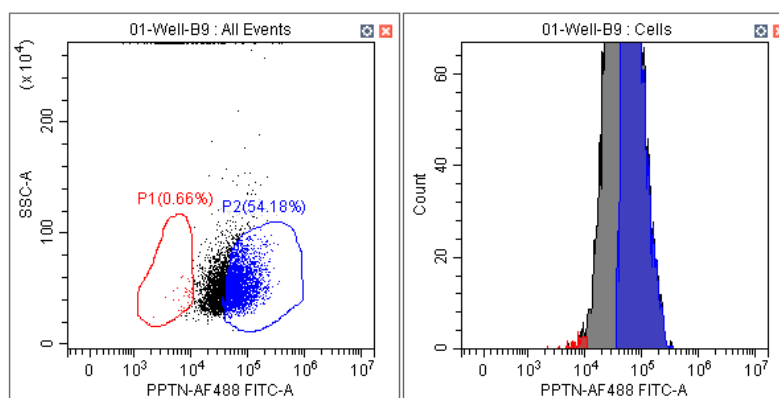 01-Well-B9 : All Events
(x 10⁴)
SSC-A
200
100
0
P1(0.66%)
P2(54.18%)
0 10³ 10⁴ 10⁵ 10⁶ 10⁷
PPTN-AF488 FITC-A
01-Well-B9 : Cells
Count
60
40
20
0
0 10³ 10⁴ 10⁵ 10⁶ 10⁷
PPTN-AF488 FITC-A